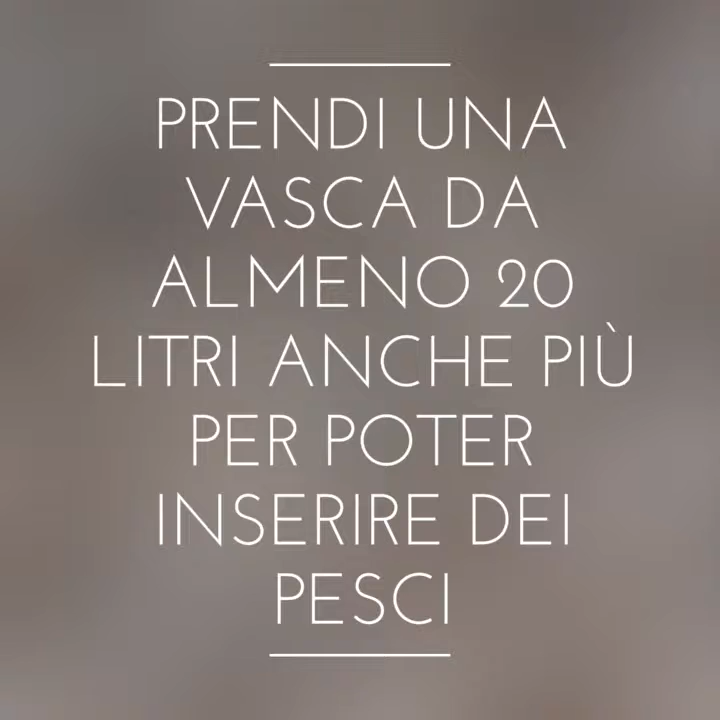 PRENDI UNA
VASCA DA
ALMENO 20
LITRI ANCHE PIÙ
PER POTER
INSERIRE DEI
PESCI